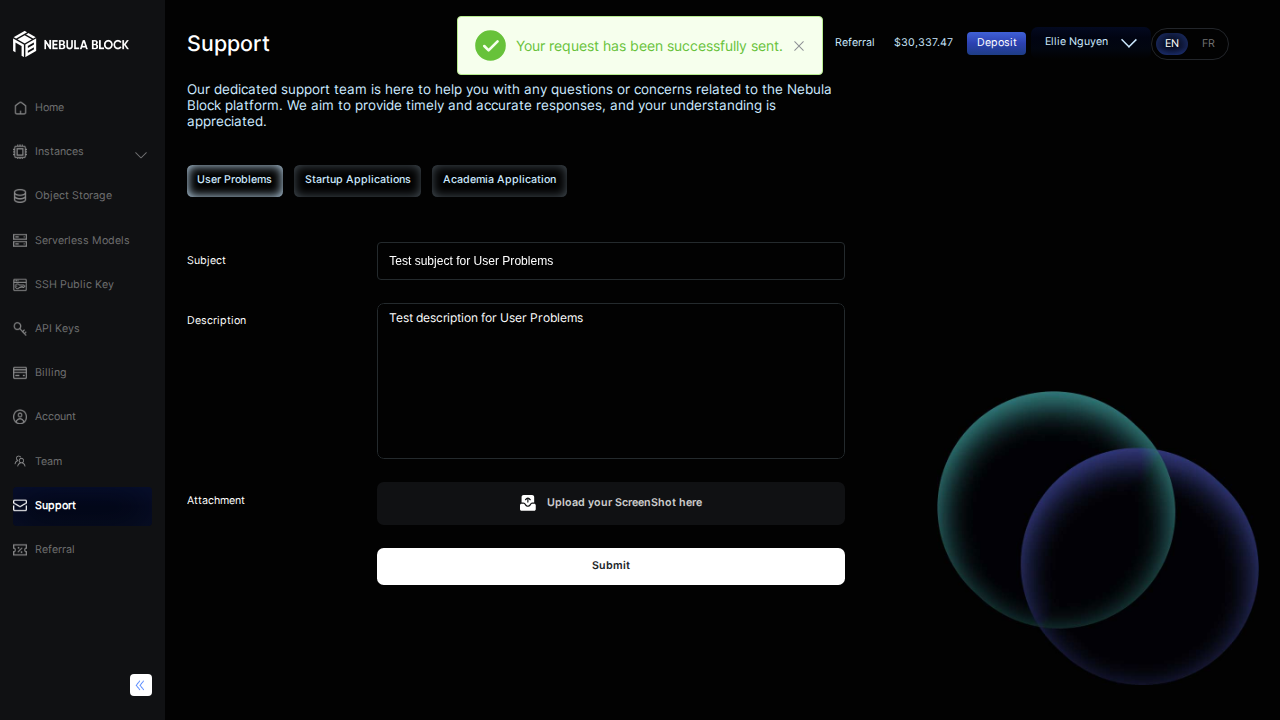 NEBULA BLOCK
Home
Instances
Object Storage
Serverless Models
SSH Public Key
API Keys
Billing
Account
Team
Support
Referral
Support
Your request has been successfully sent.
Referral
$30,337.47
Deposit
Ellie Nguyen
EN
FR
Our dedicated support team is here to help you with any questions or concerns related to the Nebula
Block platform. We aim to provide timely and accurate responses, and your understanding is
appreciated.
User Problems
Startup Applications
Academia Application
Subject
Test subject for User Problems
Description
Test description for User Problems
Attachment
Upload your ScreenShot here
Submit